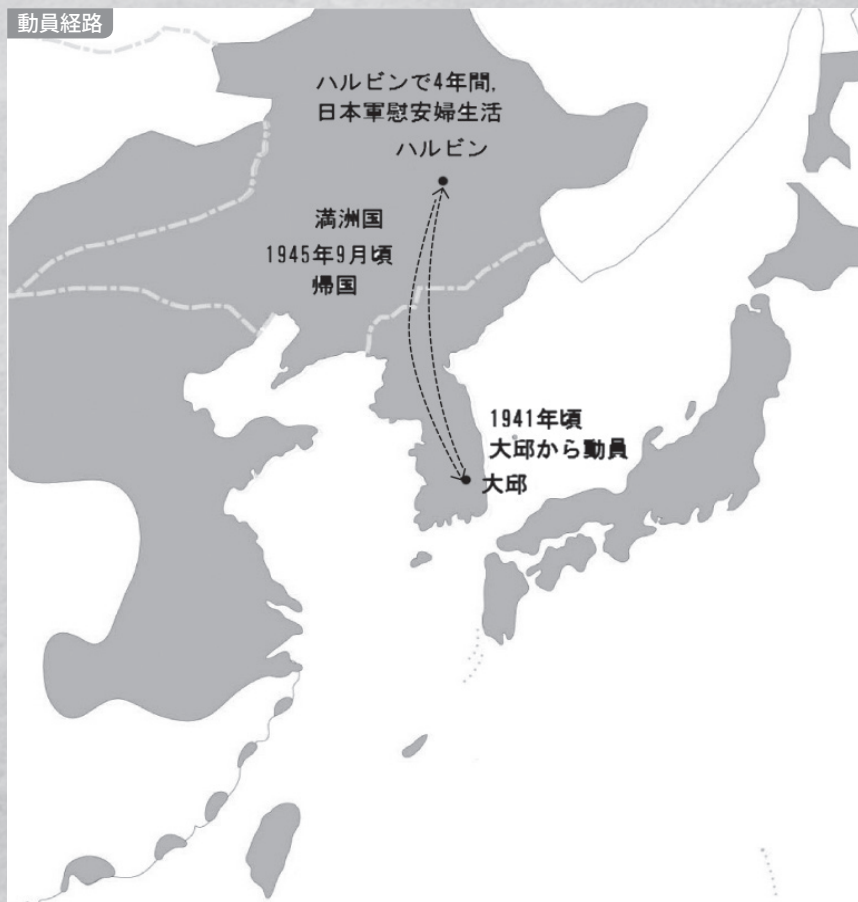 動員経路
ハルビンで4年間,
日本軍慰安婦生活
ハルビン
満洲国
1945年9月頃
帰国
1941年頃
大邱から動員
大邱